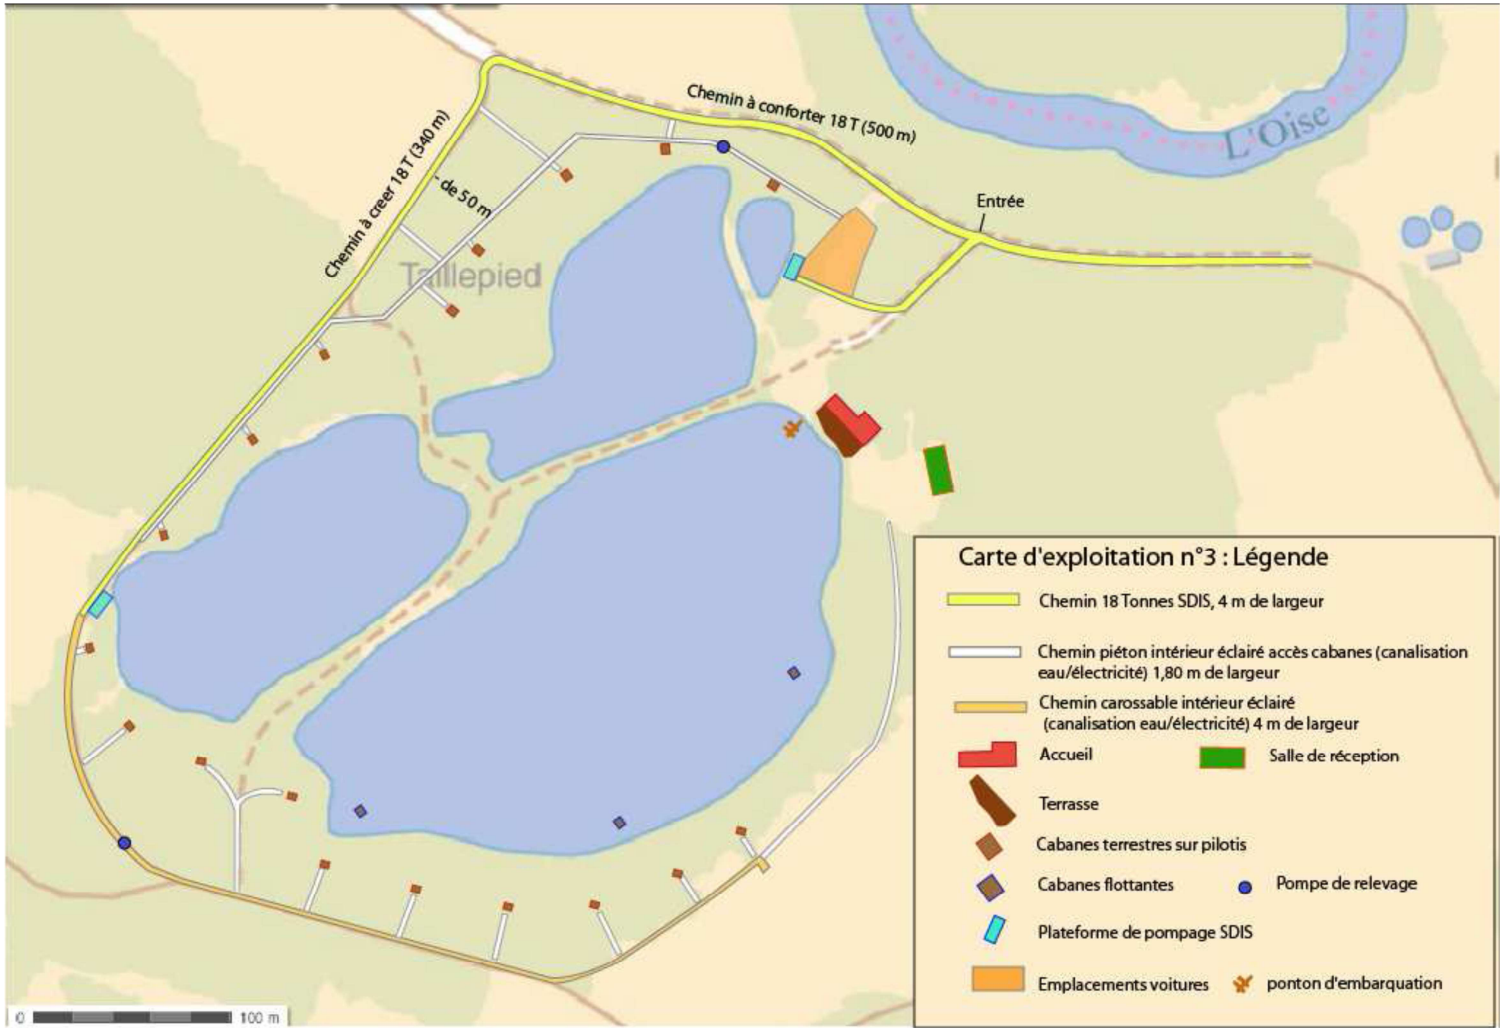 Chemin à conforter 18 T (500 m)
L'Oise
Chemin à creer 18 T (340 m)
- de 50 m
Entrée
Taillepied
Carte d'exploitation n°3 : Légende
Chemin 18 Tonnes SDIS, 4 m de largeur
Chemin piéton intérieur éclairé accès cabanes (canalisation
eau/électricité) 1,80 m de largeur
Chemin carossable intérieur éclairé
(canalisation eau/électricité) 4 m de largeur
Accueil
Salle de réception
Terrasse
Cabanes terrestres sur pilotis
Cabanes flottantes
Pompe de relevage
Plateforme de pompage SDIS
Emplacements voitures
ponton d'embarquation
0 100 m